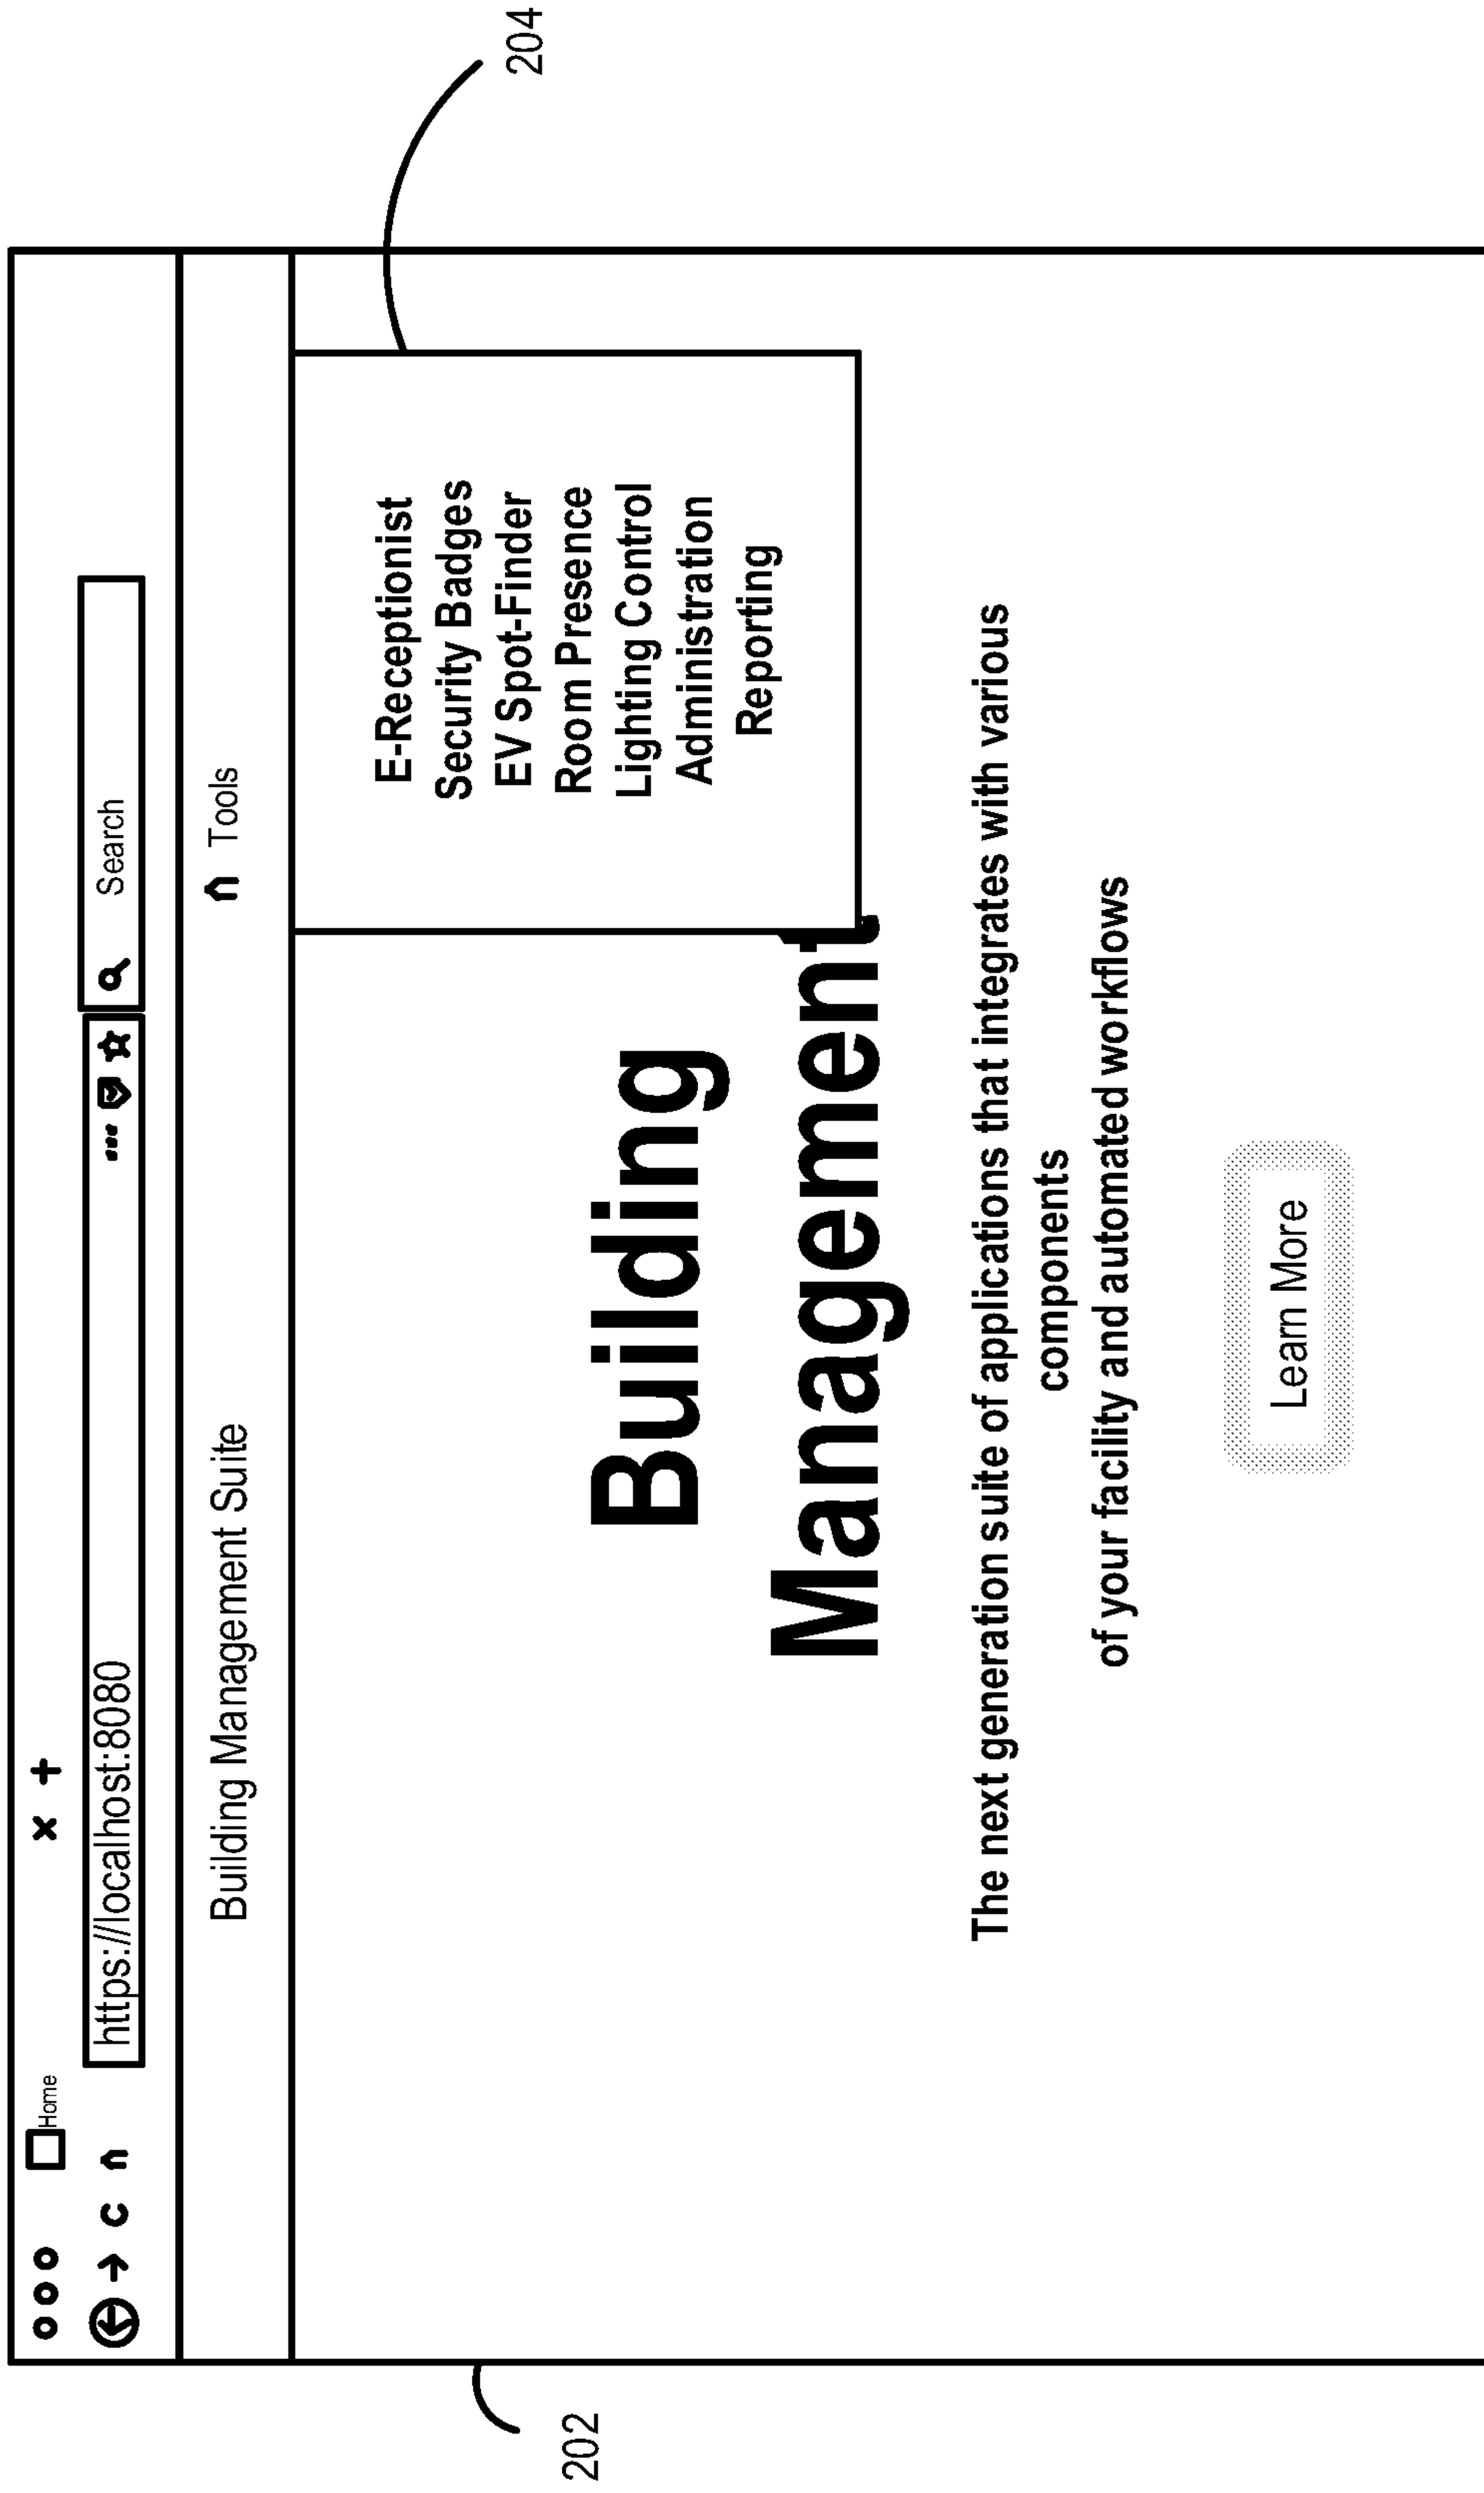 Home
https://localhost:8080
Search
Building Management Suite
Tools
204
E-Receptionist
Security Badges
EV Spot-Finder
Room Presence
Lighting Control
Administration
Reporting
202
Building
Management
The next generation suite of applications that integrates with various
components
of your facility and automated workflows
Learn More